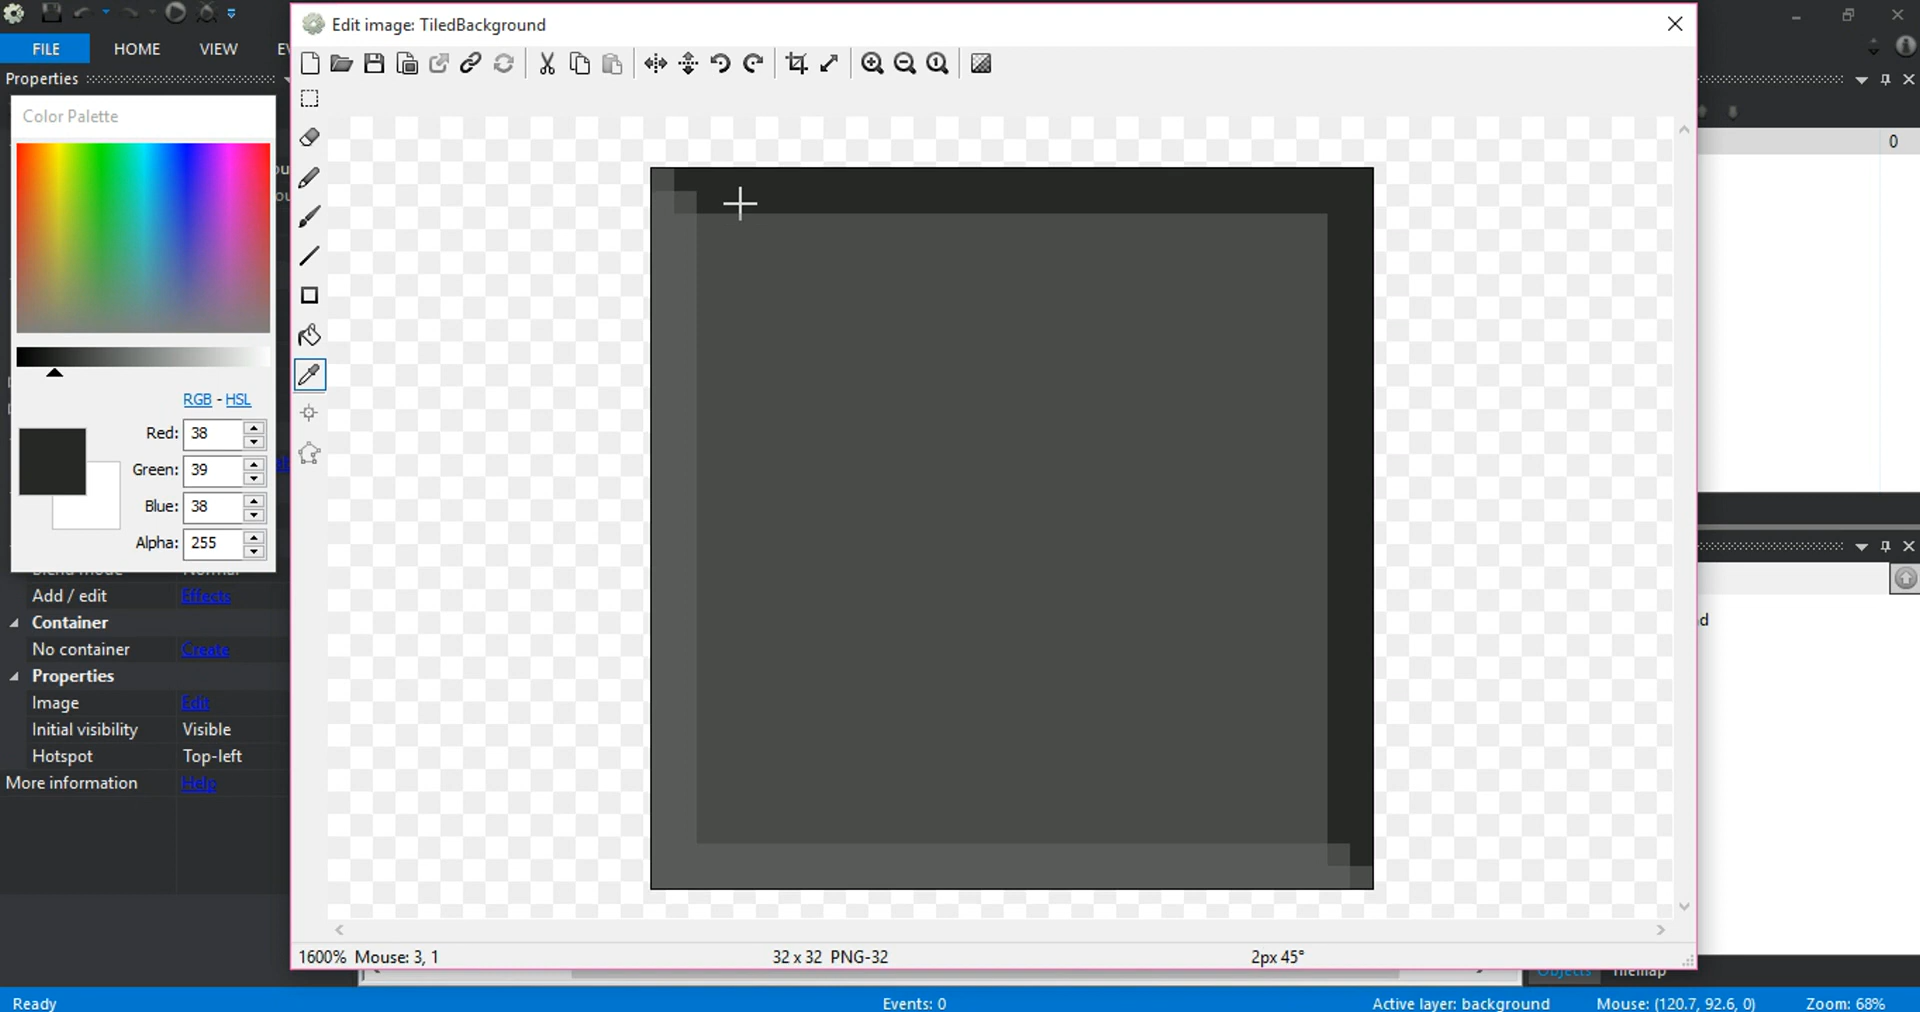 Edit image: TiledBackground
FILE HOME VIEW
Properties
Color Palette
0
RGB - HSL
Red: 38
Green: 39
Blue: 38
Alpha: 255
Add / edit Effects
Container
No container Create
Properties
Image Edit
Initial visibility Visible
Hotspot Top-left
More information Help
1600% Mouse: 3, 1 32 x 32 PNG-32 2px 45°
Objects Tilemap
Ready Events: 0 Active layer: background Mouse: (120.7, 92.6, 0) Zoom: 68%